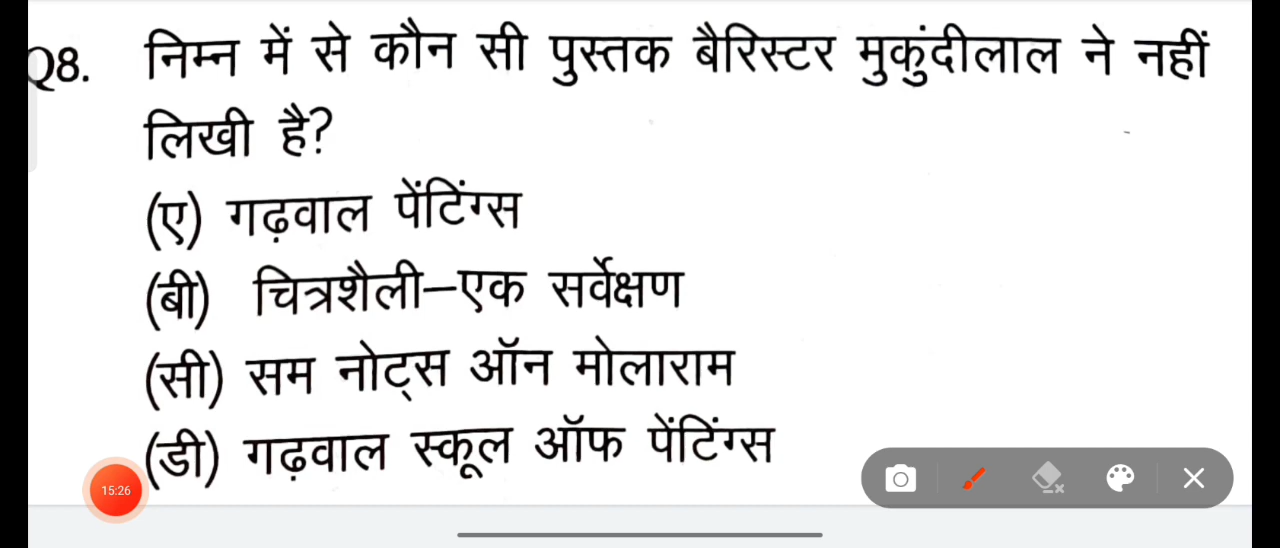 Q8. निम्न में से कौन सी पुस्तक बैरिस्टर मुकुंदीलाल ने नहीं
लिखी है?
(ए) गढ़वाल पेंटिंग्स
(बी) चित्रशैली–एक सर्वेक्षण
(सी) सम नोट्स ऑन मोलाराम
(डी) गढ़वाल स्कूल ऑफ पेंटिंग्स
15:26